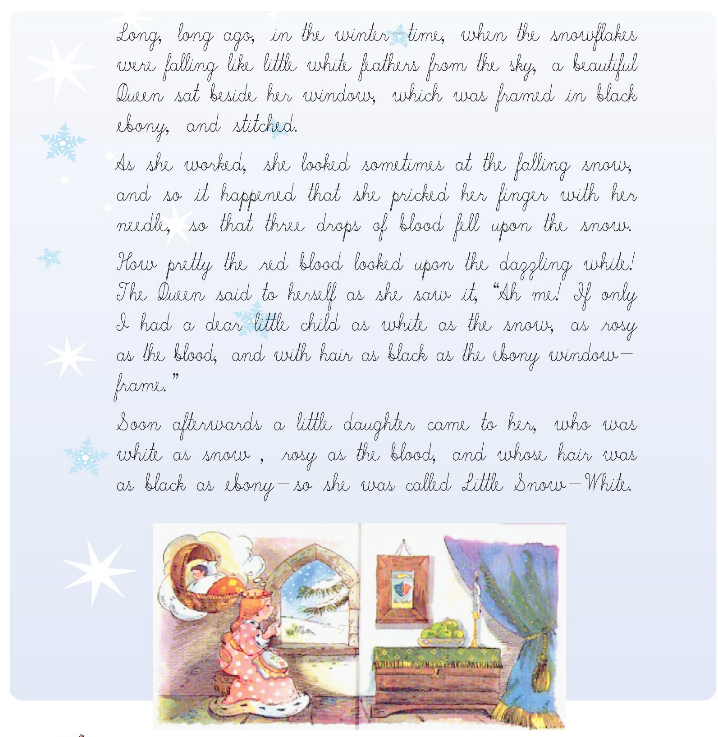 Long, long ago, in the winter-time, when the snowflakes
were falling like little white feathers from the sky, a beautiful
Queen sat beside her window, which was framed in black
ebony, and stitched.
As she worked, she looked sometimes at the falling snow,
and so it happened that she pricked her finger with her
needle, so that three drops of blood fell upon the snow.
How pretty the red blood looked upon the dazzling white!
The Queen said to herself as she saw it, “Ah me! If only
I had a dear little child as white as the snow, as rosy
as the blood, and with hair as black as the ebony window-
frame.”
Soon afterwards a little daughter came to her, who was
white as snow , rosy as the blood, and whose hair was
as black as ebony-so she was called Little Snow-White.